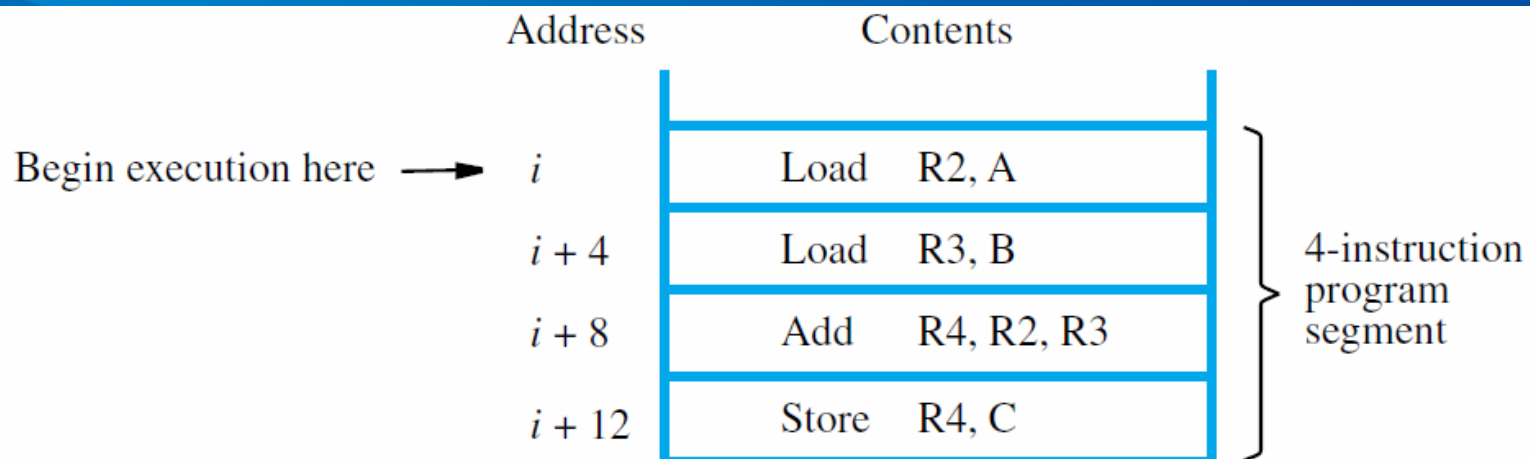 Address Contents
Begin execution here i Load R2, A
i + 4 Load R3, B
i + 8 Add R4, R2, R3
i + 12 Store R4, C
4-instruction
program
segment